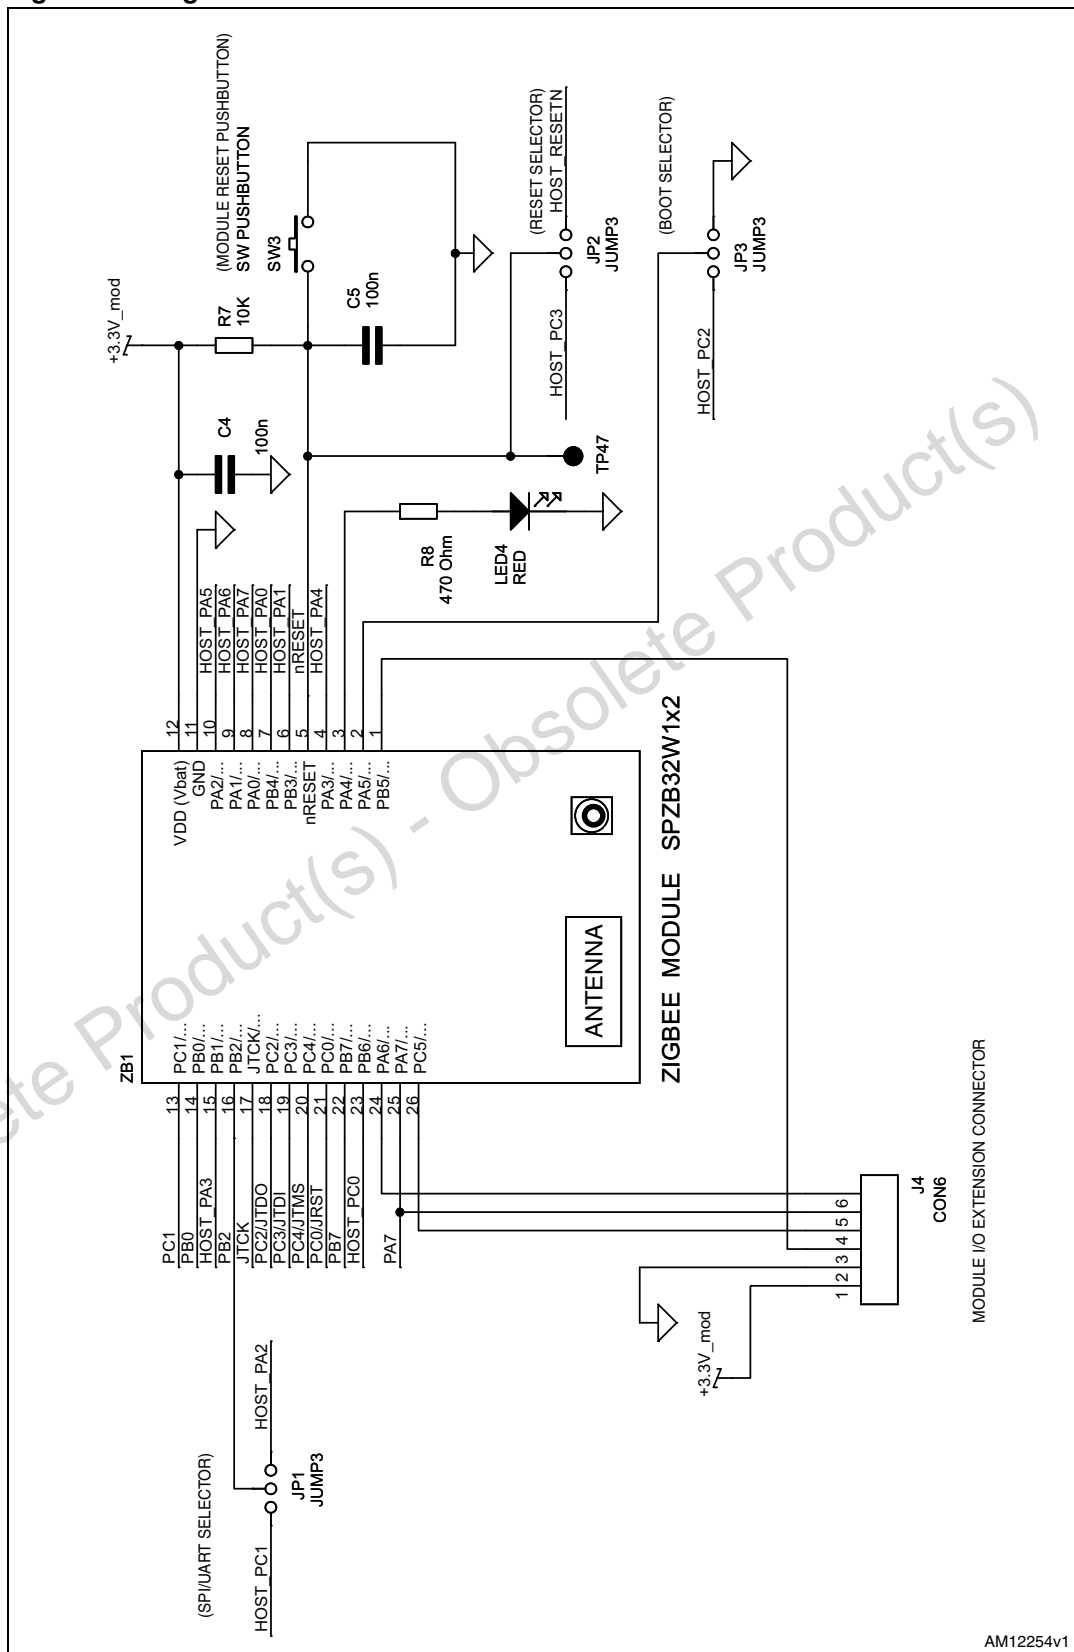 +3.3V_mod
(MODULE RESET PUSHBUTTON)
SW PUSHBUTTON
SW3
R7
10K
C5
100n
C4
100n
(RESET SELECTOR)
HOST_RESETN
JP2
JUMP3
HOST_PC3
(BOOT SELECTOR)
JP3
JUMP3
HOST_PC2
TP47
R8
470 Ohm
LED4
RED
HOST_PA5
HOST_PA6
HOST_PA7
HOST_PA0
HOST_PA1
nRESET
HOST_PA4
12
11
10
9
8
7
6
5
4
3
2
1
VDD (Vbat)
GND
PA2/...
PA1/...
PA0/...
PB4/...
PB3/...
nRESET
PA3/...
PA4/...
PA5/...
PB5/...
ZIGBEE MODULE SPZB32W1x2
ANTENNA
ZB1
PC1/...
PB0/...
PB1/...
PB2/...
JTCK/...
PC2/...
PC3/...
PC4/...
PC0/...
PB7/...
PB6/...
PA6/...
PA7/...
PC5/...
13
14
15
16
17
18
19
20
21
22
23
24
25
26
PC1
PB0
HOST_PA3
PB2
JTCK
PC2/JTDO
PC3/JTDI
PC4/JTMS
PC0/JRST
PB7
HOST_PC0
PA7
J4
CON6
1
2
3
4
5
6
MODULE I/O EXTENSION CONNECTOR
+3.3V_mod
(SPI/UART SELECTOR)
HOST_PA2
JP1
JUMP3
HOST_PC1
ete Product(s) - Obsolete Product(s)
AM12254v1